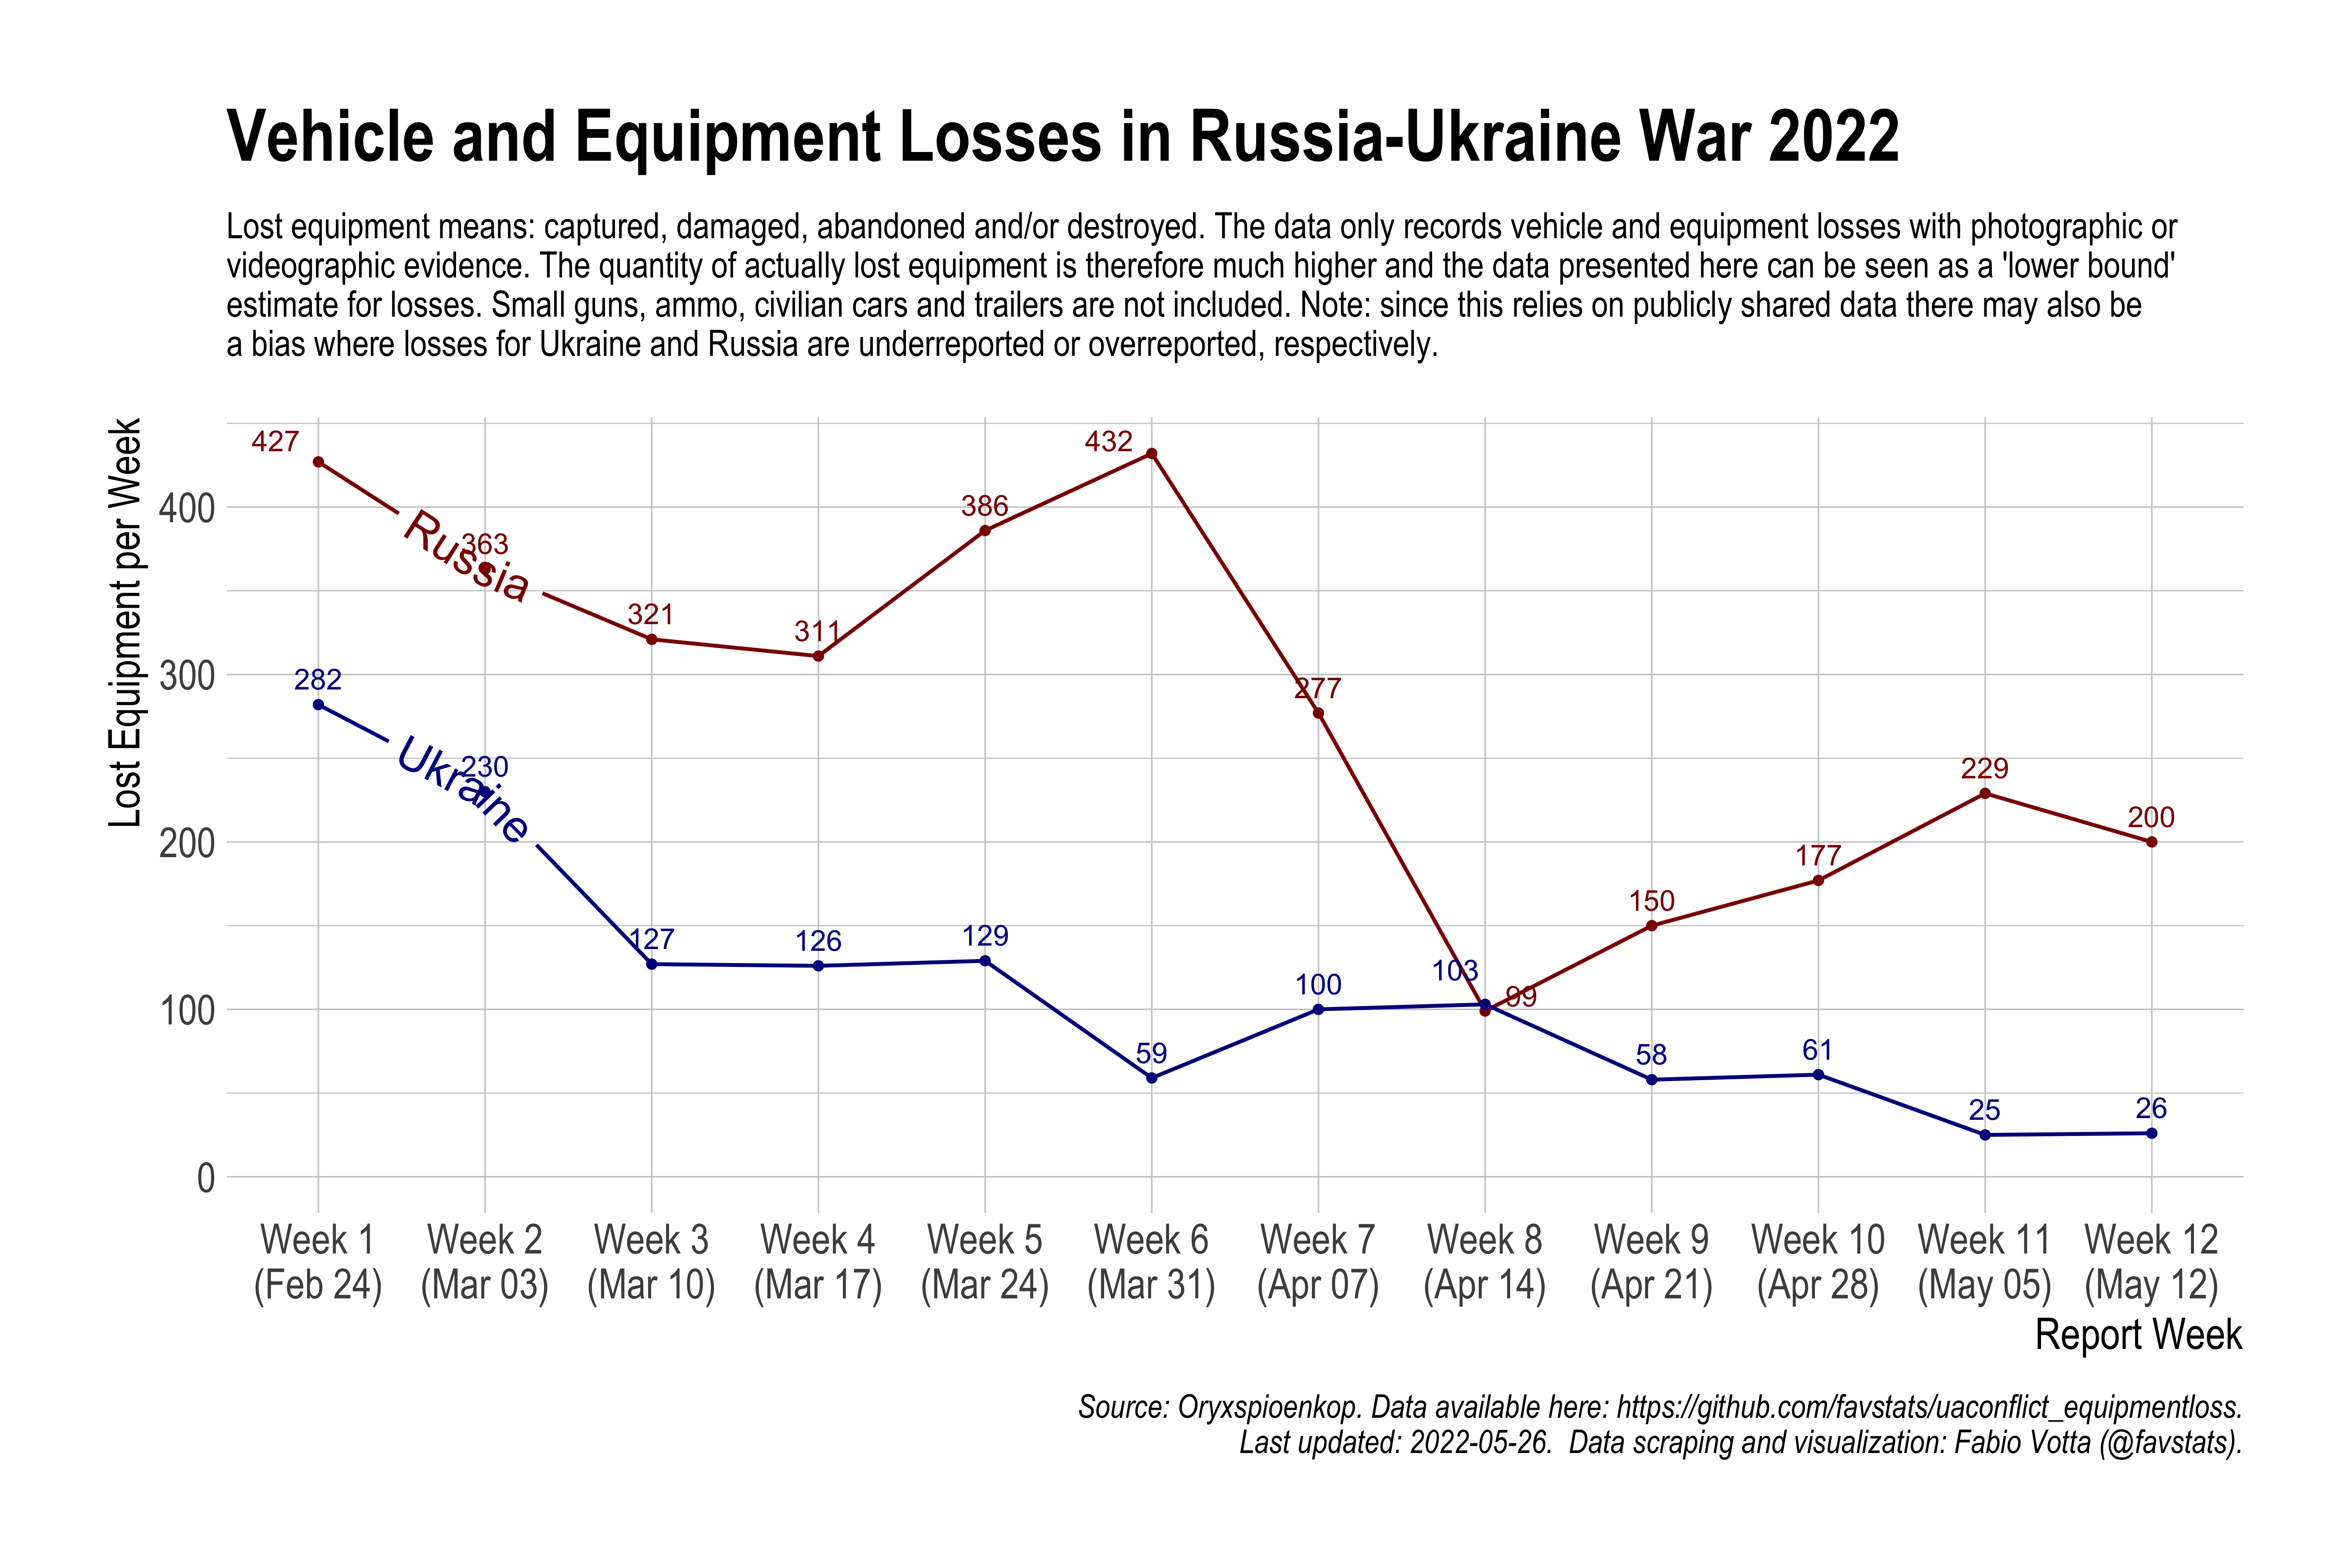 Vehicle and Equipment Losses in Russia-Ukraine War 2022
Lost equipment means: captured, damaged, abandoned and/or destroyed. The data only records vehicle and equipment losses with photographic or
videographic evidence. The quantity of actually lost equipment is therefore much higher and the data presented here can be seen as a 'lower bound'
estimate for losses. Small guns, ammo, civilian cars and trailers are not included. Note: since this relies on publicly shared data there may also be
a bias where losses for Ukraine and Russia are underreported or overreported, respectively.
Lost Equipment per Week
400
300
200
100
0
Russia
427
363
321
311
386
432
277
99
150
177
229
200
Ukraine
282
230
127
126
129
59
100
103
58
61
25
26
Week 1 Week 2 Week 3 Week 4 Week 5 Week 6 Week 7 Week 8 Week 9 Week 10 Week 11 Week 12
(Feb 24) (Mar 03) (Mar 10) (Mar 17) (Mar 24) (Mar 31) (Apr 07) (Apr 14) (Apr 21) (Apr 28) (May 05) (May 12)
Report Week
Source: Oryxspioenkop. Data available here: https://github.com/favstats/uaconflict_equipmentloss.
Last updated: 2022-05-26.  Data scraping and visualization: Fabio Votta (@favstats).